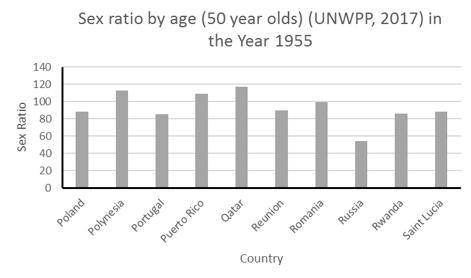 Sex ratio by age (50 year olds) (UNWPP, 2017) in
the Year 1955
140
120
100
80
60
40
20
0
Sex Ratio
Poland
Polynesia
Portugal
Puerto Rico
Qatar
Reunion
Romania
Russia
Rwanda
Saint Lucia
Country